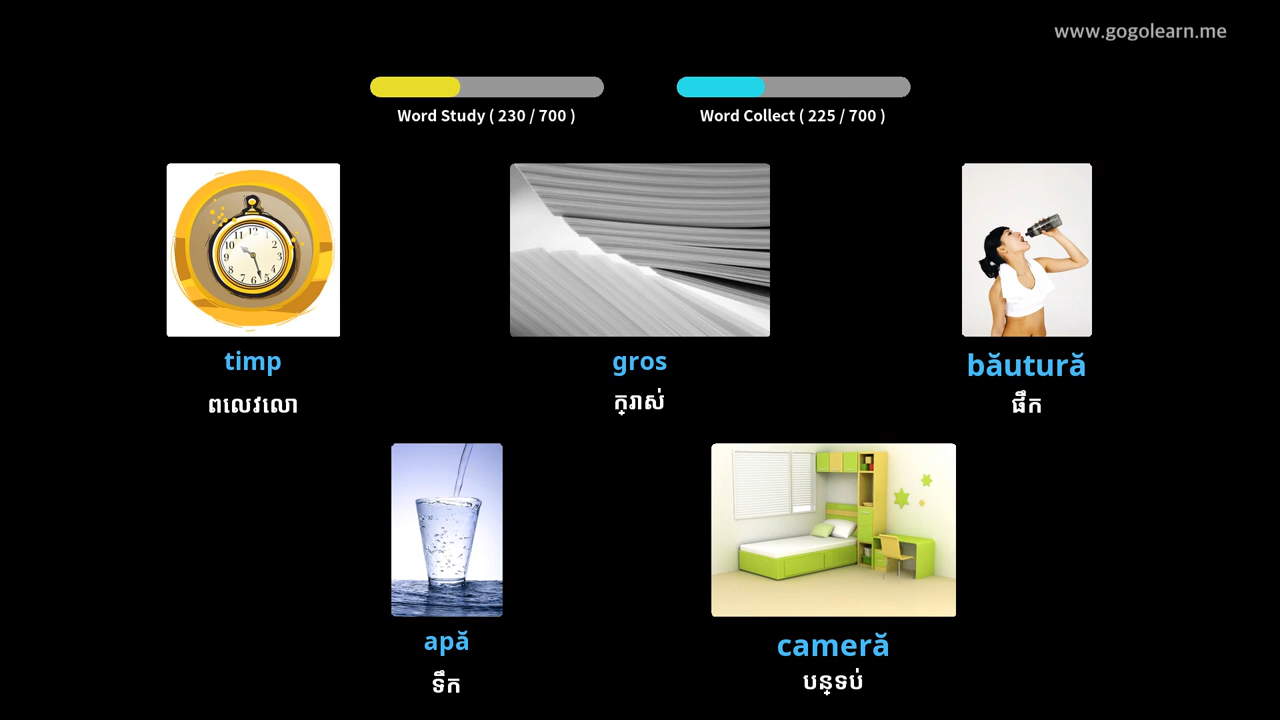 www.gogolearn.me
Word Study ( 230 / 700 )
Word Collect ( 225 / 700 )
timp
ពលេវលោ
gros
ក្រាស់
băutură
ផឹក
apă
ទឹក
cameră
បន្ទប់